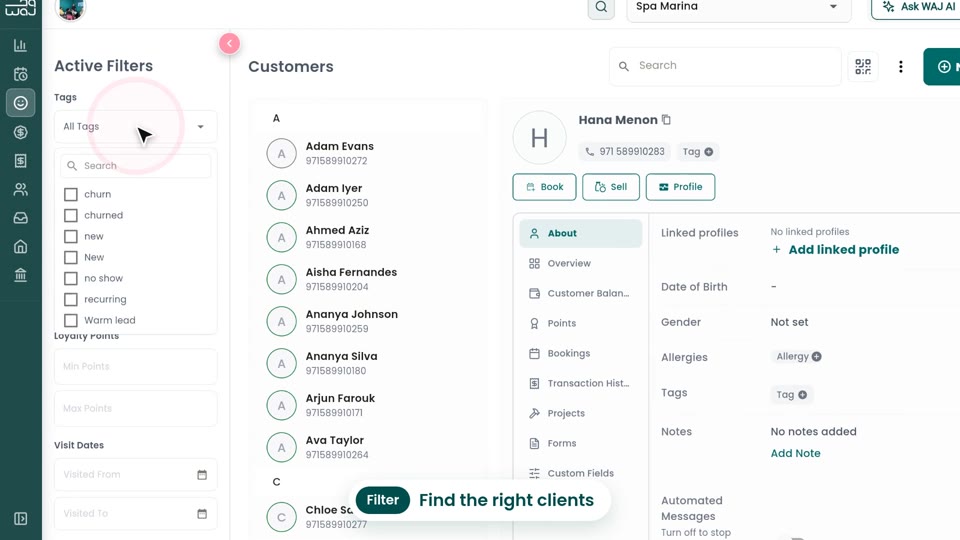 Spa Marina
Ask WAJ AI
Active Filters
Customers
Search
Tags
All Tags
Search
churn
churned
new
New
no show
recurring
Warm lead
Loyalty Points
Min Points
Max Points
Visit Dates
Visited From
Visited To
A
A
Adam Evans
971589910272
A
Adam Iyer
971589910250
A
Ahmed Aziz
971589910168
A
Aisha Fernandes
971589910204
A
Ananya Johnson
971589910259
A
Ananya Silva
971589910180
A
Arjun Farouk
971589910171
A
Ava Taylor
971589910264
C
C
Chloe
971589910277
Filter
Find the right clients
H
Hana Menon
971 589910283
Tag
Book
Sell
Profile
About
Overview
Customer Balan...
Points
Bookings
Transaction Hist...
Projects
Forms
Custom Fields
Linked profiles
No linked profiles
+ Add linked profile
Date of Birth
-
Gender
Not set
Allergies
Allergy
Tags
Tag
Notes
No notes added
Add Note
Automated
Messages
Turn off to stop